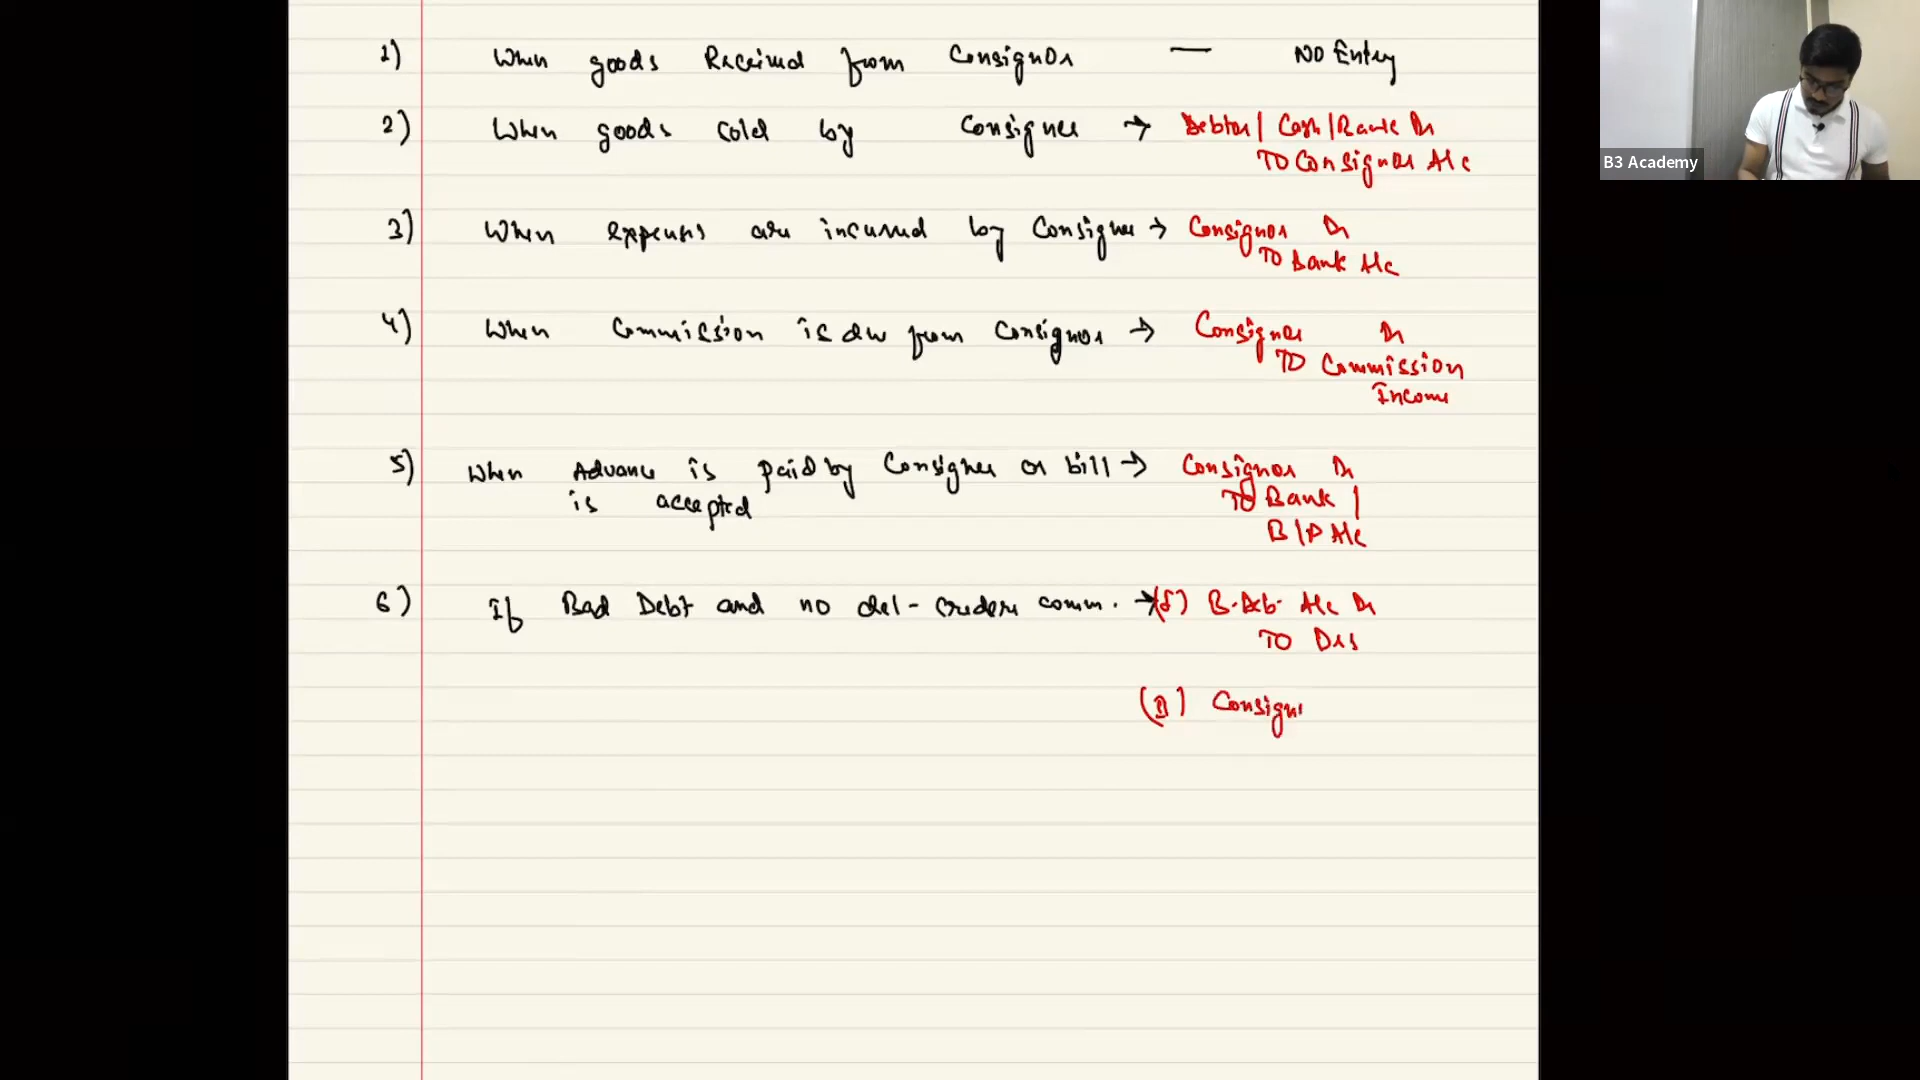 1) When goods Received from Consignor — No Entry
2) When goods sold by Consignee → Debtor / Cash / Bank Dr
To Consignor A/c
3) When expenses are incurred by Consignee → Consignor Dr
To Bank A/c
4) When Commission is due from Consignor → Consignor Dr
To Commission
Income
5) When Advance is paid by Consignee or bill → Consignor Dr
is accepted To Bank /
B/P A/c
6) If Bad Debt and no del-credere comm. → B. Deb. A/c Dr
To Drs
Consign
B3 Academy